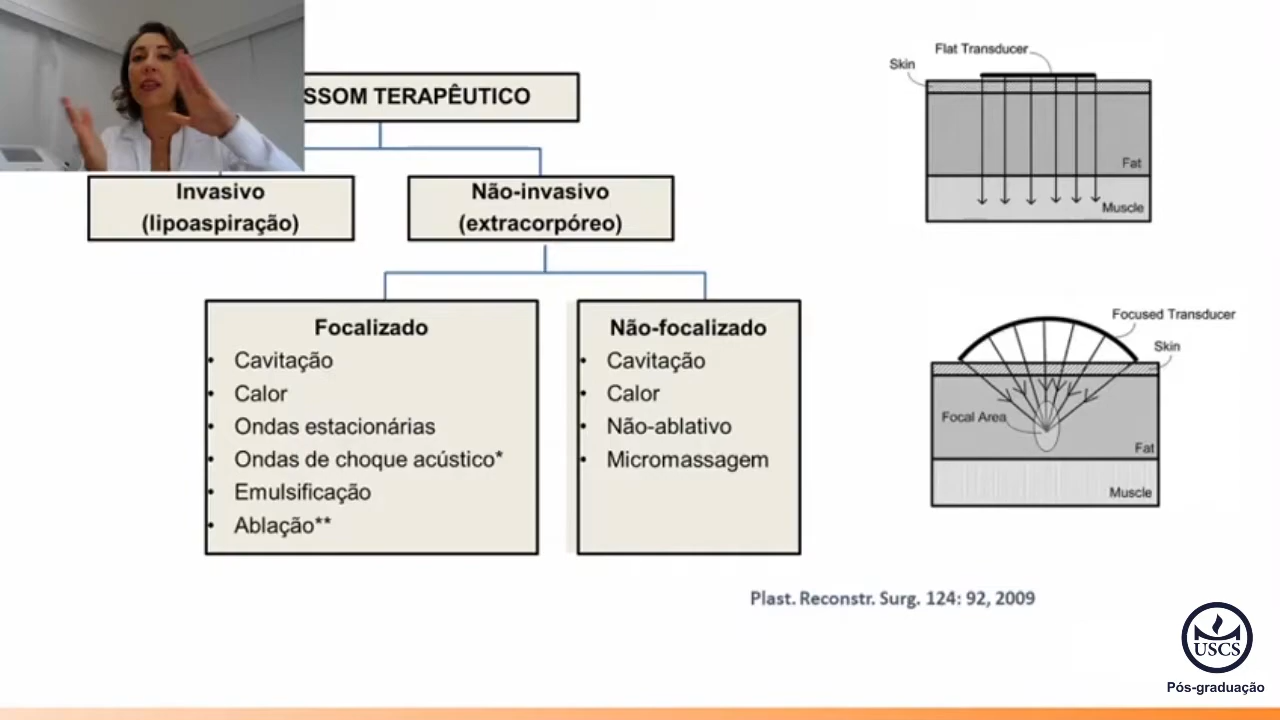 SSOM TERAPÊUTICO
Invasivo
(lipoaspiração)
Não-invasivo
(extracorpóreo)
Focalizado
• Cavitação
• Calor
• Ondas estacionárias
• Ondas de choque acústico*
• Emulsificação
• Ablação**
Não-focalizado
• Cavitação
• Calor
• Não-ablativo
• Micromassagem
Flat Transducer
Skin
Fat
Muscle
Focused Transducer
Skin
Focal Area
Fat
Muscle
Plast. Reconstr. Surg. 124: 92, 2009
USCS
Pós-graduação